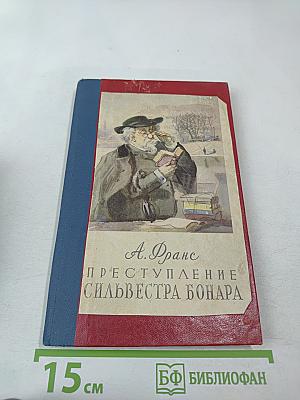 А. Франс
ПРЕСТУПЛЕНИЕ
СИЛЬВЕСТРА БОНАРА
15 см
БФ БИБЛИОФАН